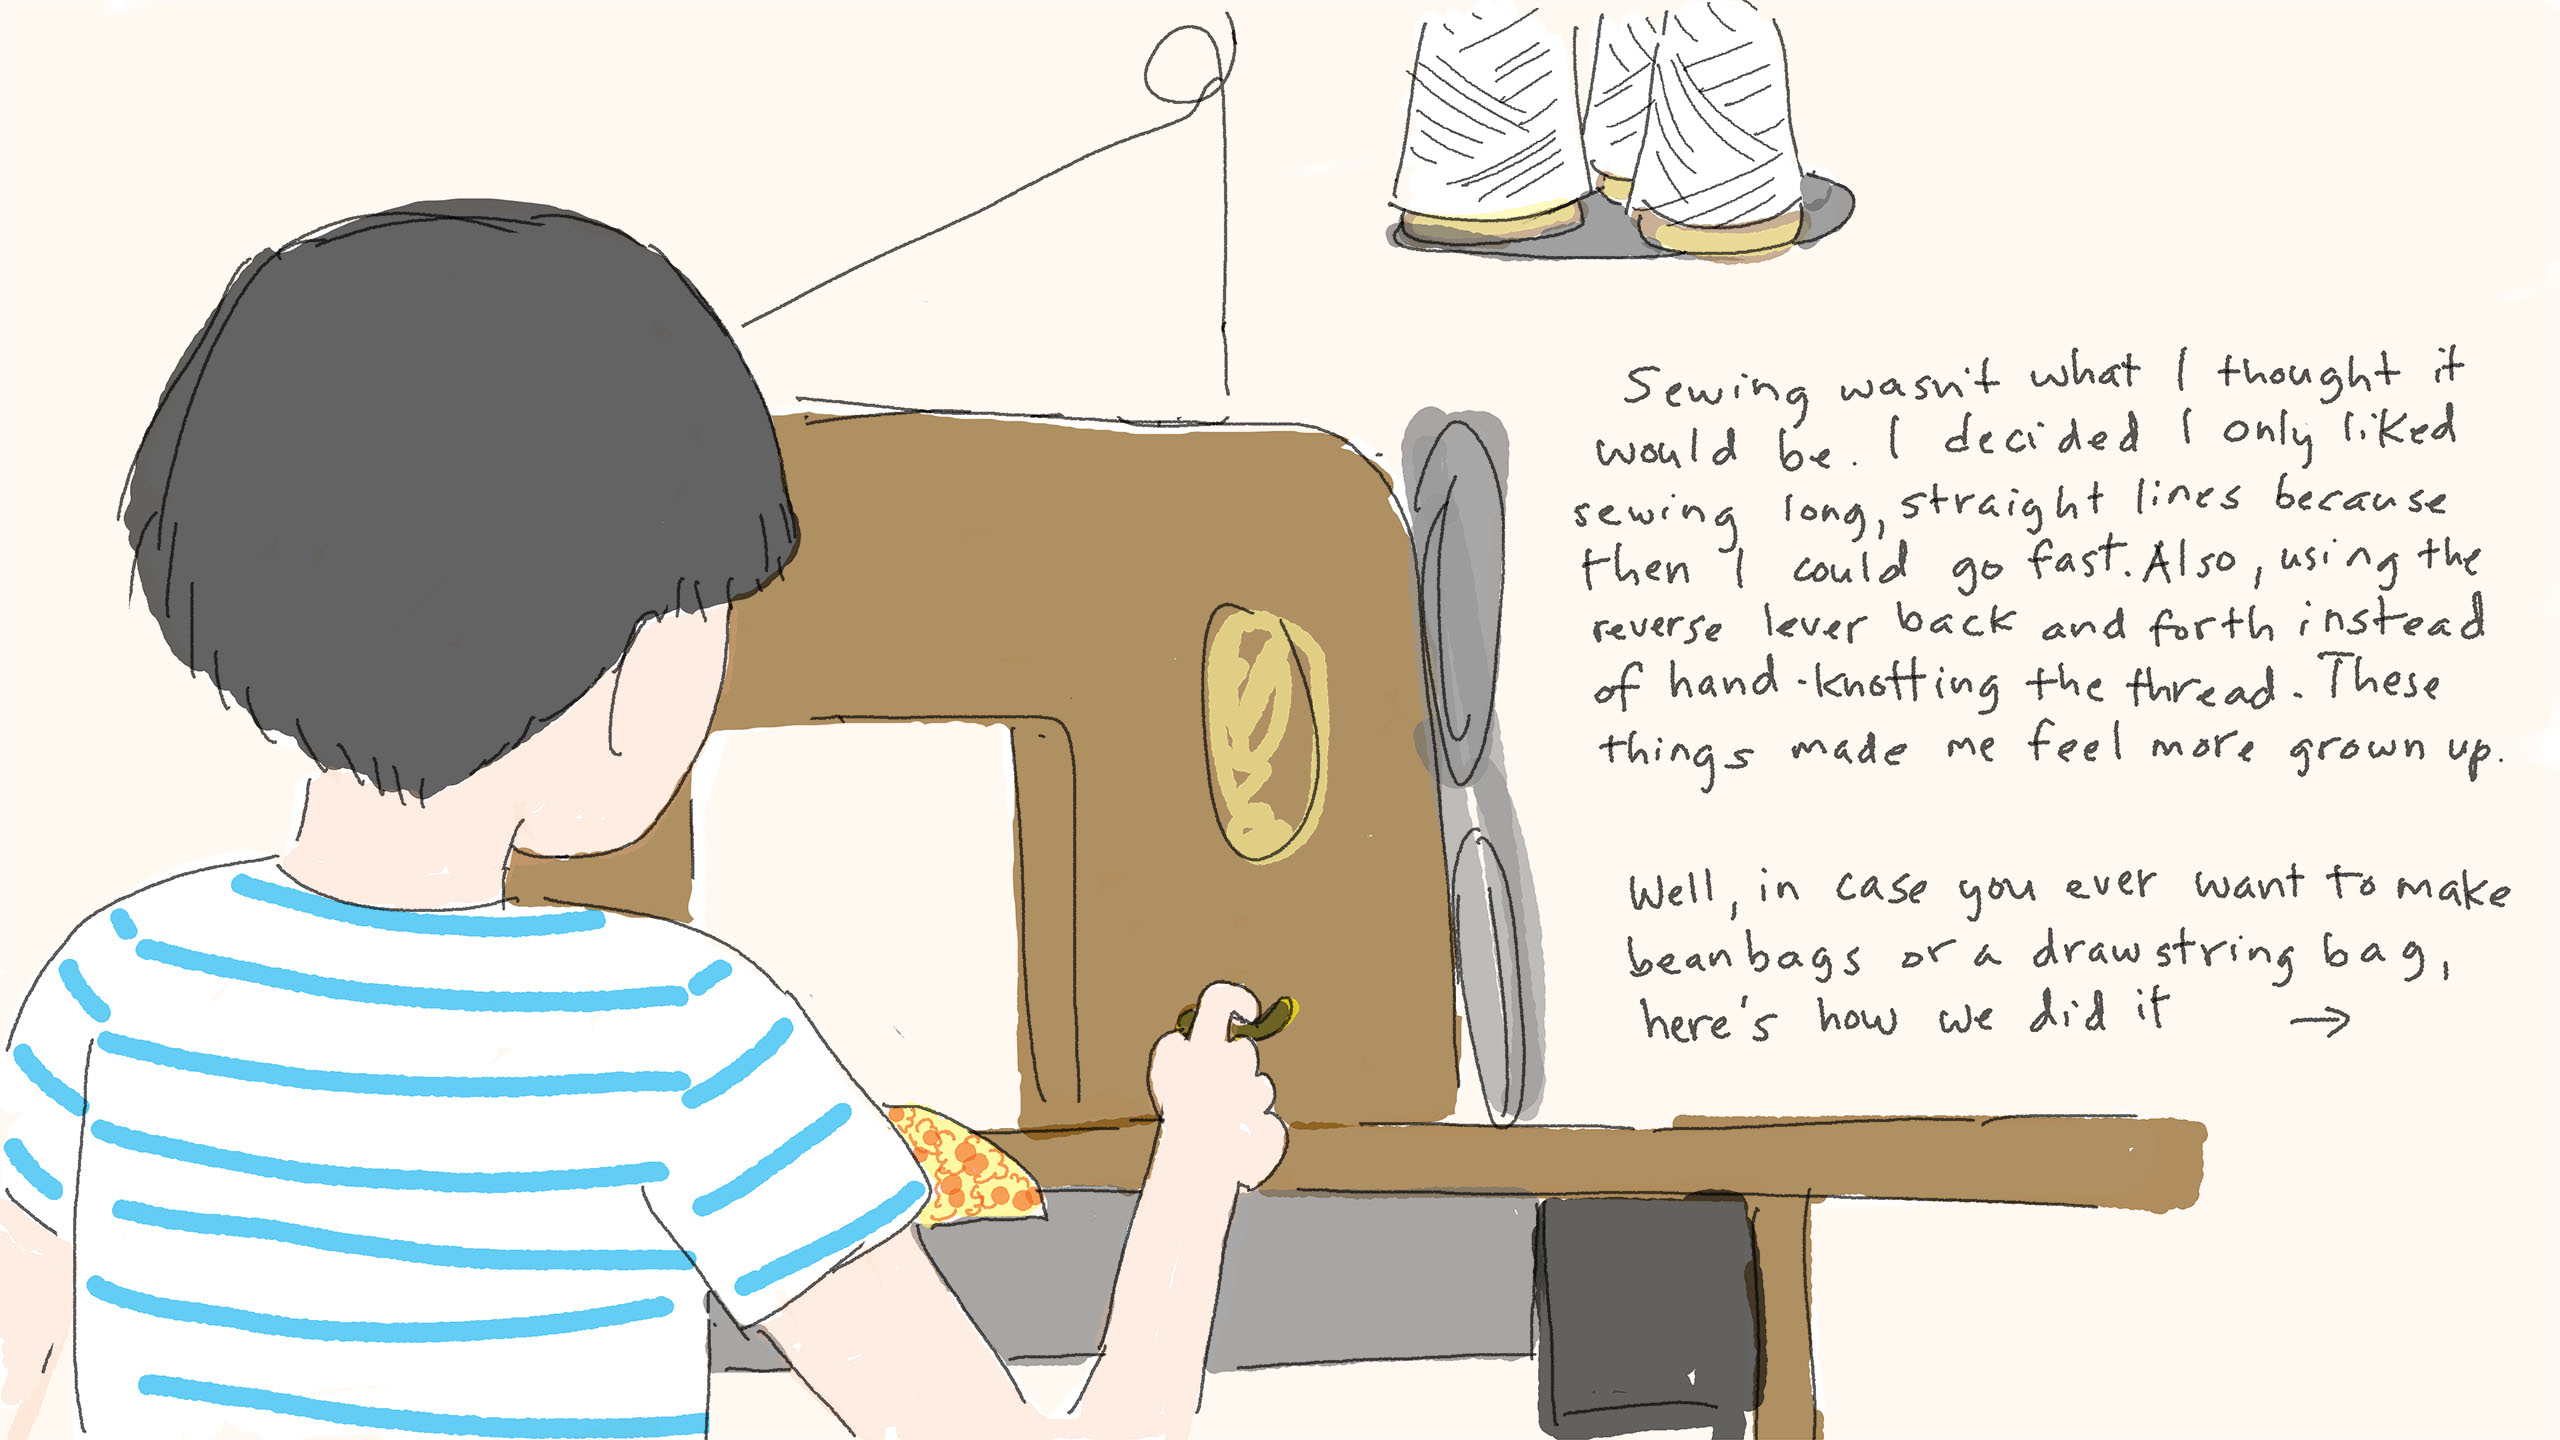 Sewing wasn't what I thought it
would be. I decided I only liked
sewing long, straight lines because
then I could go fast. Also, using the
reverse lever back and forth instead
of hand-knotting the thread. These
things made me feel more grown up.
Well, in case you ever want to make
beanbags or a drawstring bag,
here's how we did it →